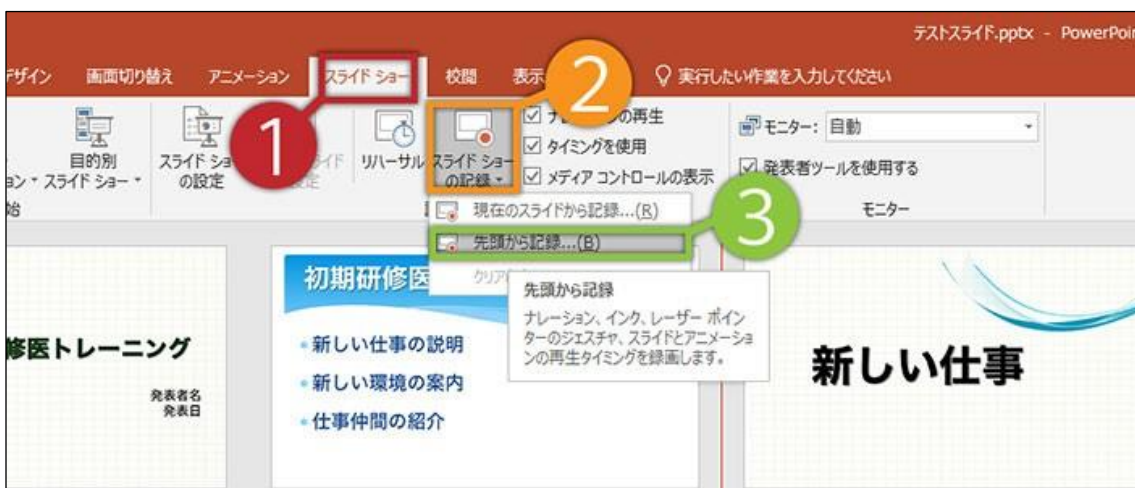 テストスライド.pptx - PowerPoin
デザイン 画面切り替え アニメーション スライド ショー 校閲 表示 実行したい作業を入力してください
1
2
3
目的別
スライド ショー
スライド ショー
の設定
リハーサル
スライド ショー
の記録
の再生
タイミングを使用
メディア コントロールの表示
モニター: 自動
発表者ツールを使用する
モニター
現在のスライドから記録...(R)
先頭から記録...(B)
先頭から記録
ナレーション、インク、レーザー ポイン
ターのジェスチャ、スライドとアニメーショ
ンの再生タイミングを録画します。
修医トレーニング
発表者名
発表日
初期研修医
新しい仕事の説明
新しい環境の案内
仕事仲間の紹介
新しい仕事